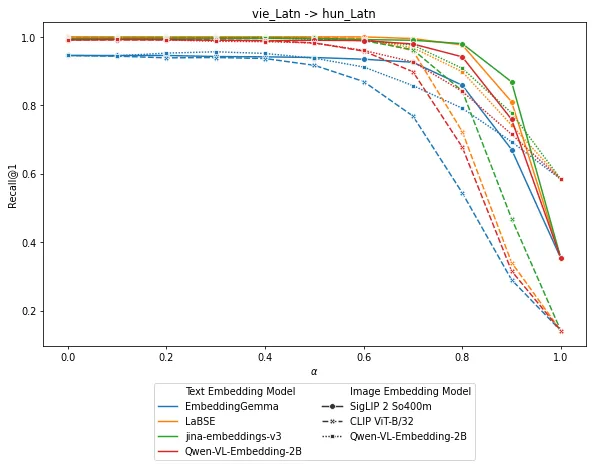 vie_Latn -> hun_Latn
Recall@1
1.0
0.8
0.6
0.4
0.2
0.0 0.2 0.4 0.6 0.8 1.0
α
Text Embedding Model Image Embedding Model
EmbeddingGemma SigLIP 2 So400m
LaBSE CLIP ViT-B/32
jina-embeddings-v3 Qwen-VL-Embedding-2B
Qwen-VL-Embedding-2B